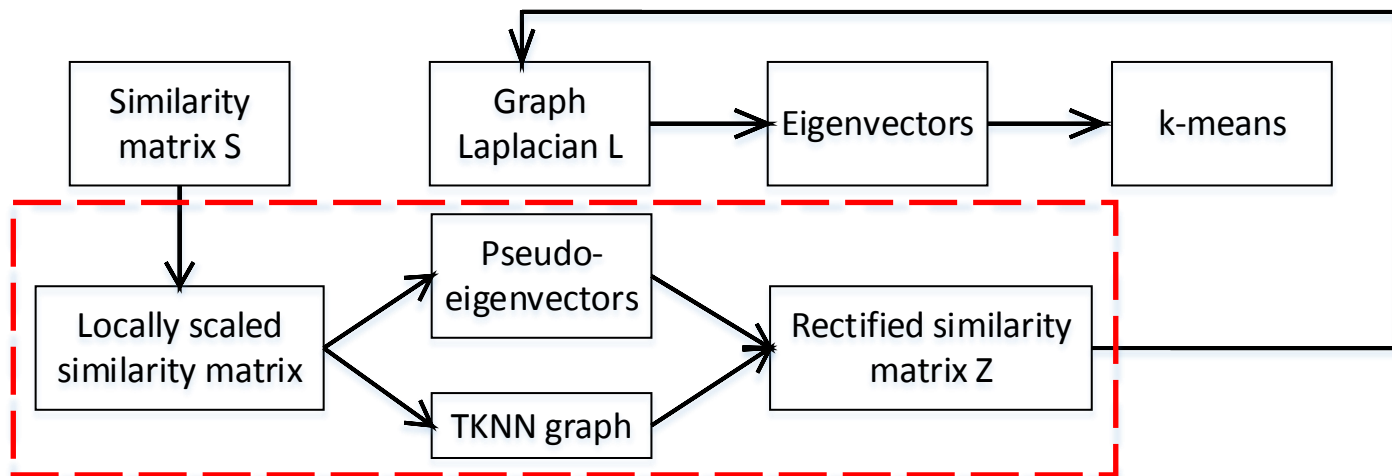 Similarity
matrix S
Graph
Laplacian L
Eigenvectors
k-means
Locally scaled
similarity matrix
Pseudo-
eigenvectors
TKNN graph
Rectified similarity
matrix Z